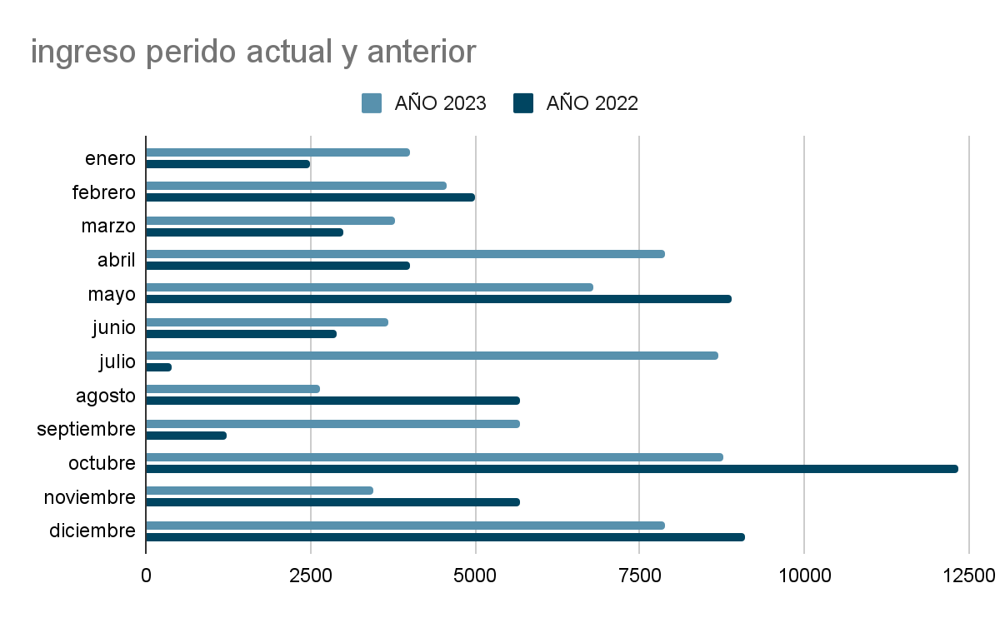 ingreso perido actual y anterior
AÑO 2023 AÑO 2022
enero
febrero
marzo
abril
mayo
junio
julio
agosto
septiembre
octubre
noviembre
diciembre
0 2500 5000 7500 10000 12500